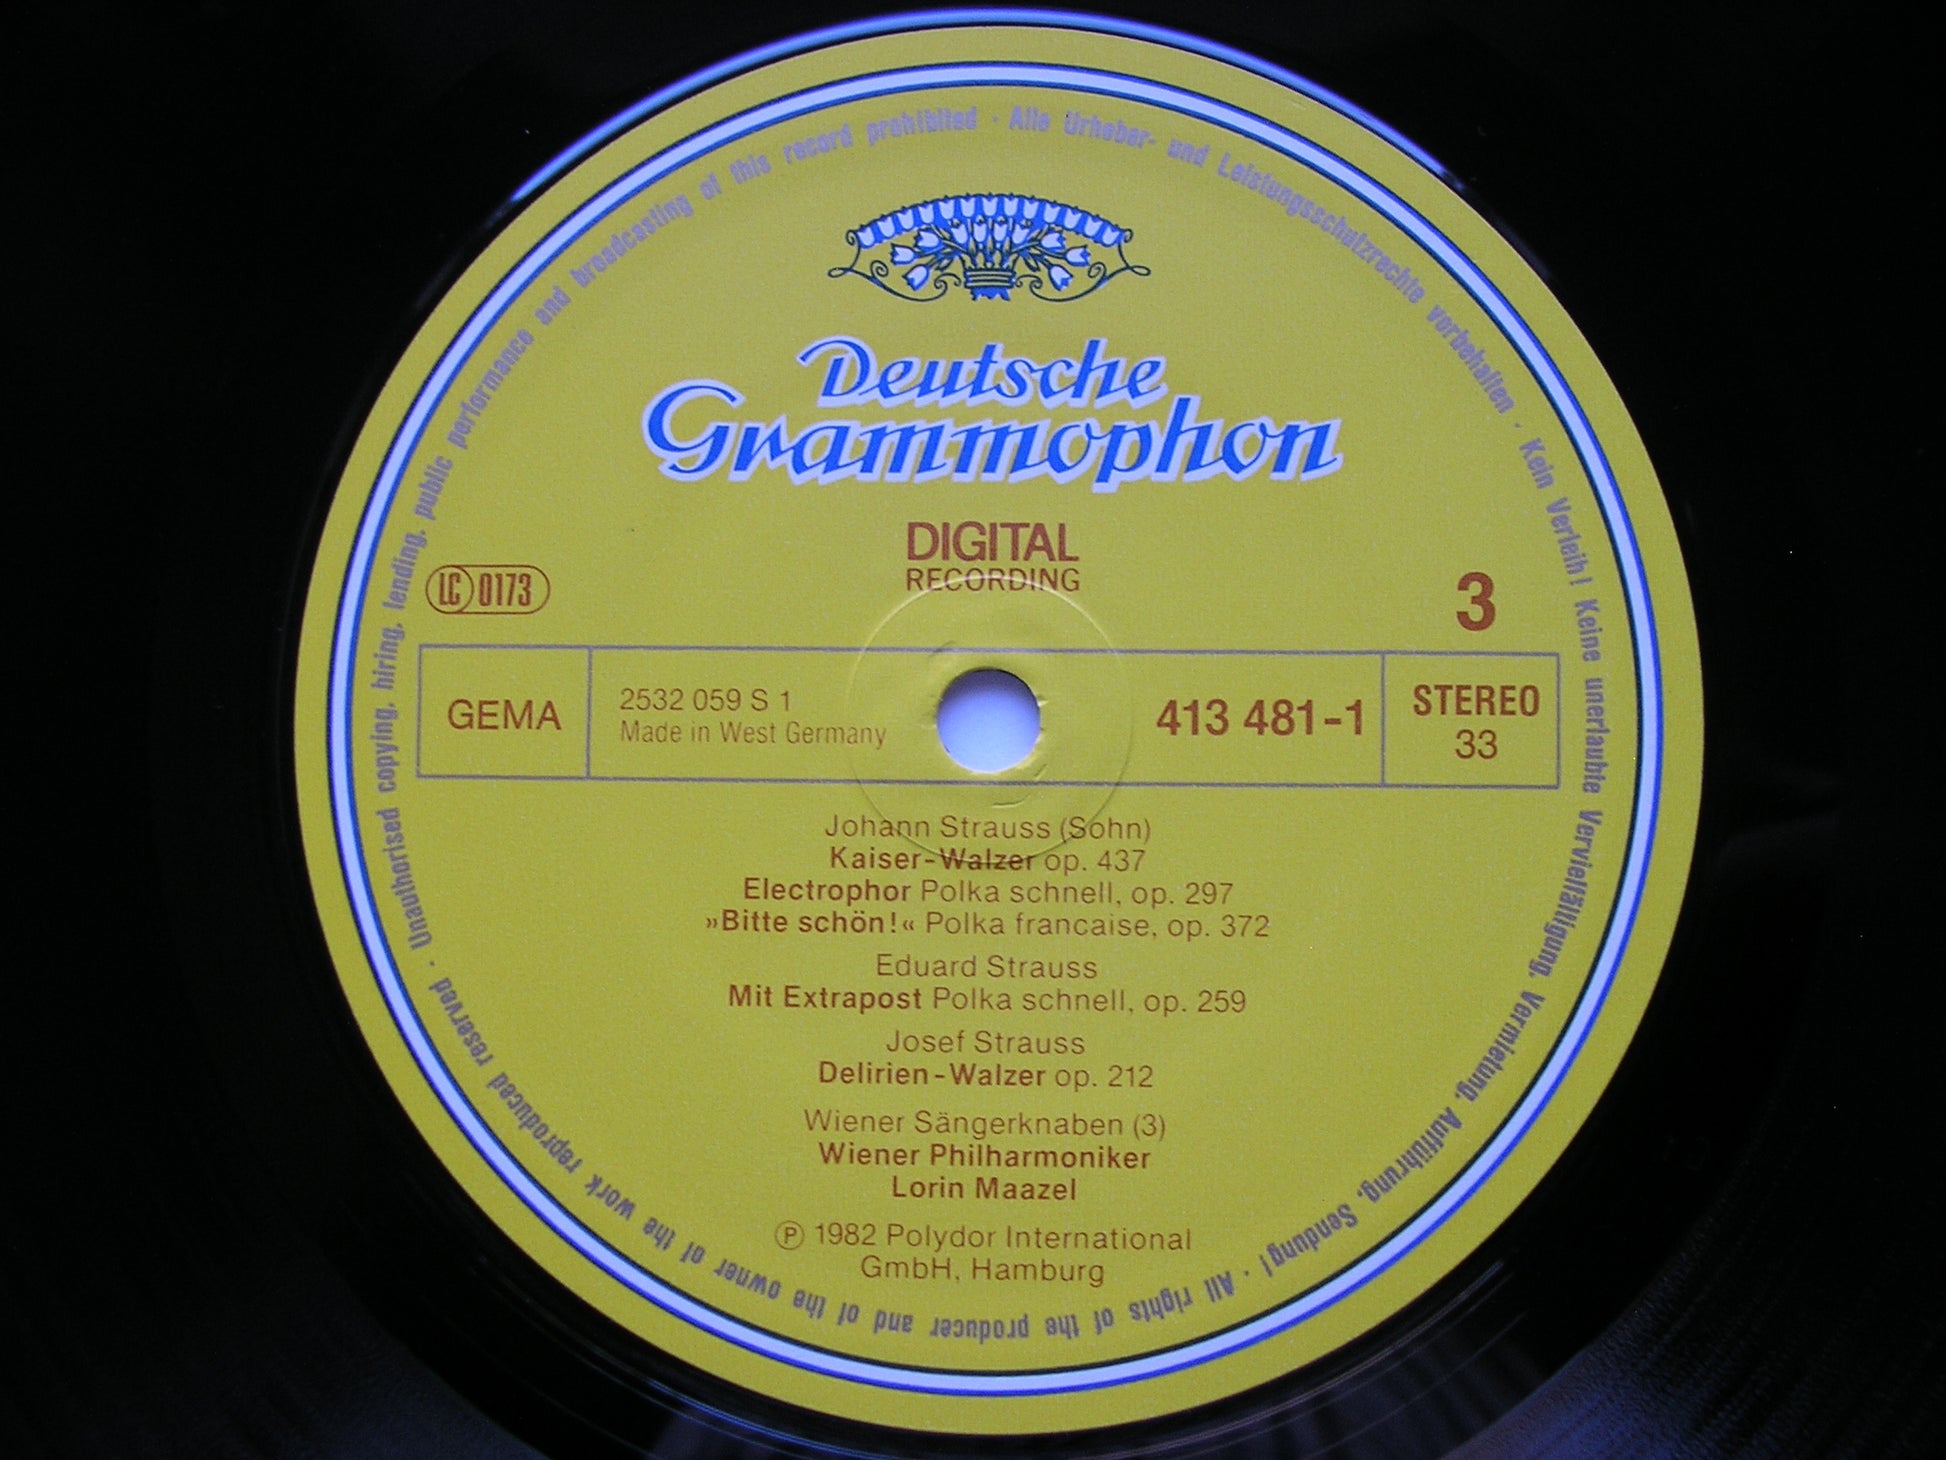 Deutsche
Grammophon
DIGITAL
RECORDING
LC 0173
3
GEMA
2532 059 S 1
Made in West Germany
413 481-1
STEREO
33
Johann Strauss (Sohn)
Kaiser-Walzer op. 437
Electrophor Polka schnell, op. 297
»Bitte schön!« Polka francaise, op. 372
Eduard Strauss
Mit Extrapost Polka schnell, op. 259
Josef Strauss
Delirien-Walzer op. 212
Wiener Sängerknaben (3)
Wiener Philharmoniker
Lorin Maazel
℗ 1982 Polydor International
GmbH, Hamburg
Alle Urheber- und Leistungsschutzrechte vorbehalten · Kein Verleih! Keine unerlaubte Vervielfältigung, Vermietung, Aufführung, Sendung! · All rights of the producer and of the owner of the work reproduced reserved · Unauthorised copying, hiring, lending, public performance and broadcasting of this record prohibited ·